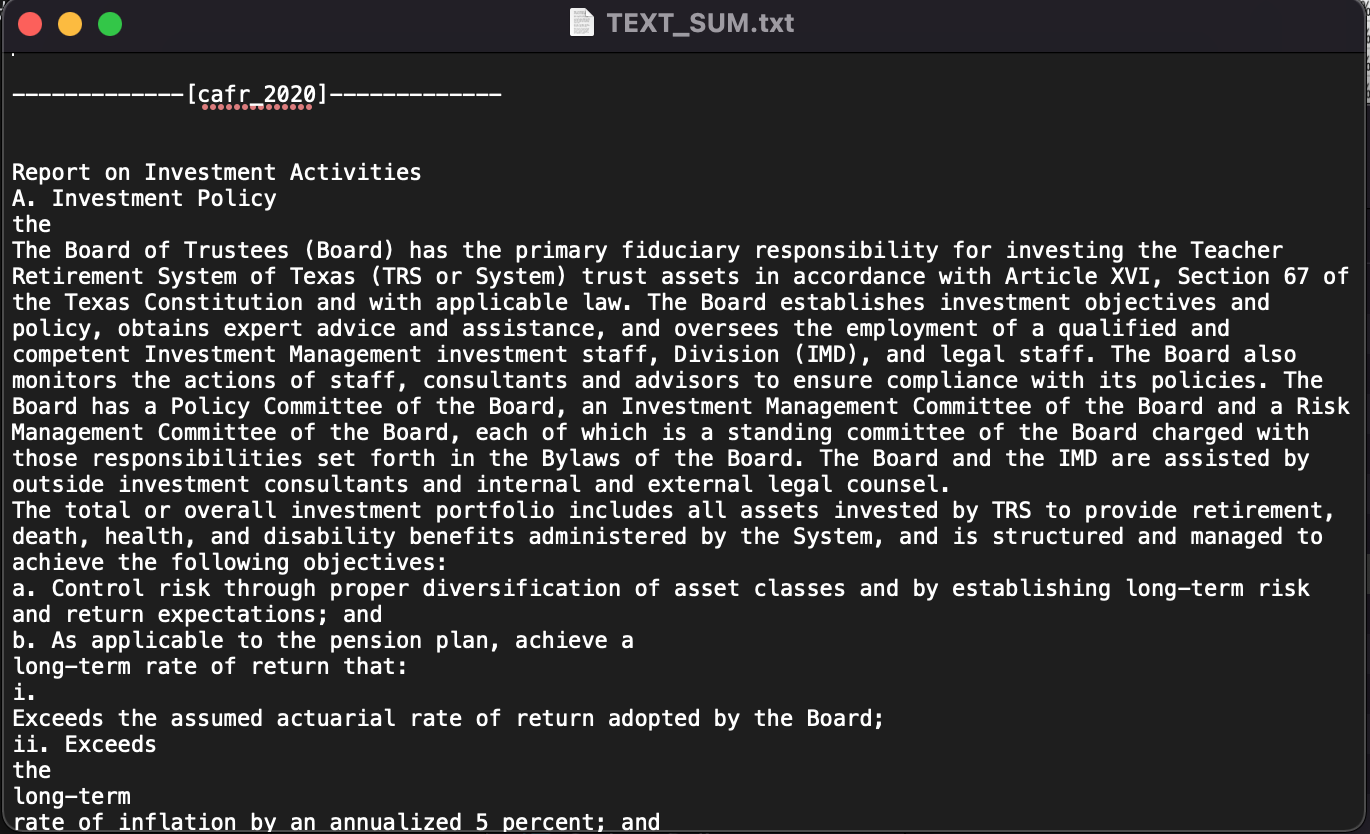 TEXT_SUM.txt
-------------[cafr_2020]-------------
Report on Investment Activities
A. Investment Policy
the
The Board of Trustees (Board) has the primary fiduciary responsibility for investing the Teacher
Retirement System of Texas (TRS or System) trust assets in accordance with Article XVI, Section 67 of
the Texas Constitution and with applicable law. The Board establishes investment objectives and
policy, obtains expert advice and assistance, and oversees the employment of a qualified and
competent Investment Management investment staff, Division (IMD), and legal staff. The Board also
monitors the actions of staff, consultants and advisors to ensure compliance with its policies. The
Board has a Policy Committee of the Board, an Investment Management Committee of the Board and a Risk
Management Committee of the Board, each of which is a standing committee of the Board charged with
those responsibilities set forth in the Bylaws of the Board. The Board and the IMD are assisted by
outside investment consultants and internal and external legal counsel.
The total or overall investment portfolio includes all assets invested by TRS to provide retirement,
death, health, and disability benefits administered by the System, and is structured and managed to
achieve the following objectives:
a. Control risk through proper diversification of asset classes and by establishing long-term risk
and return expectations; and
b. As applicable to the pension plan, achieve a
long-term rate of return that:
i.
Exceeds the assumed actuarial rate of return adopted by the Board;
ii. Exceeds
the
long-term
rate of inflation by an annualized 5 percent; and